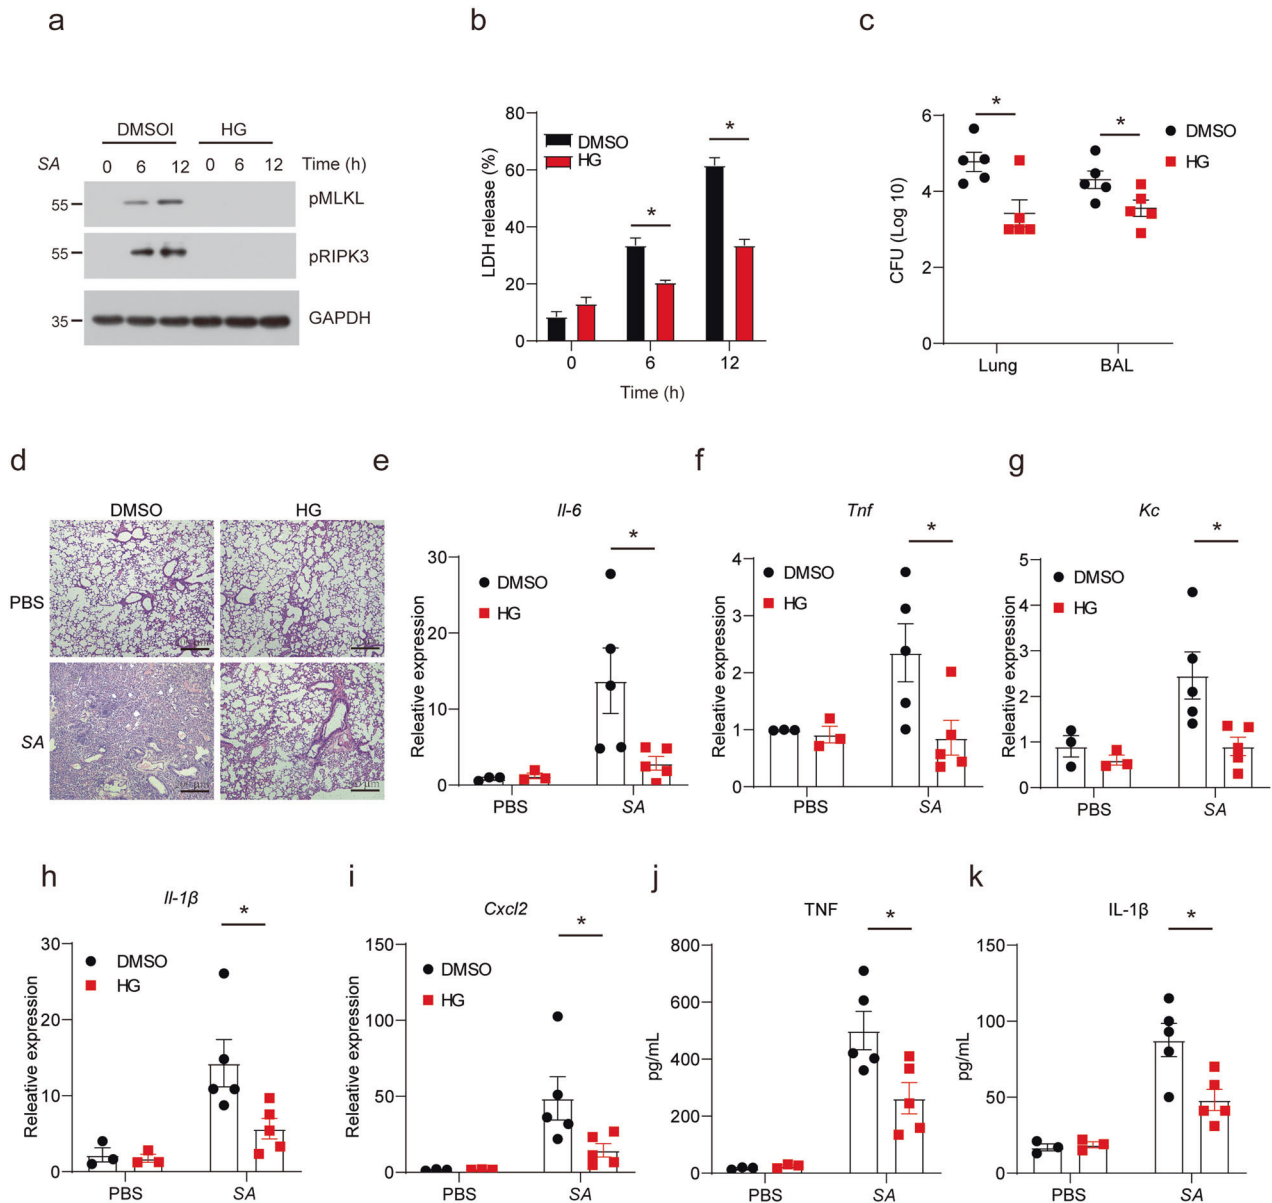 a
DMSOI HG
SA 0 6 12 0 6 12 Time (h)
55 pMLKL
55 pRIPK3
35 GAPDH
b
80
60
40
20
0
LDH release (%)
DMSO
HG
*
*
0 6 12
Time (h)
c
6
4
2
0
CFU (Log 10)
*
*
DMSO
HG
Lung BAL
d
DMSO HG
PBS
SA
e
Il-6
*
30
20
10
0
Releative expression
DMSO
HG
PBS SA
f
Tnf
*
4
3
2
1
0
Releative expression
DMSO
HG
PBS SA
g
Kc
*
5
4
3
2
1
0
Releative expression
DMSO
HG
PBS SA
h
Il-1β
*
30
20
10
0
Releative expression
DMSO
HG
PBS SA
i
Cxcl2
*
150
100
50
0
Releative expression
DMSO
HG
PBS SA
j
TNF
*
800
600
400
200
0
pg/mL
PBS SA
k
IL-1β
*
150
100
50
0
pg/mL
PBS SA